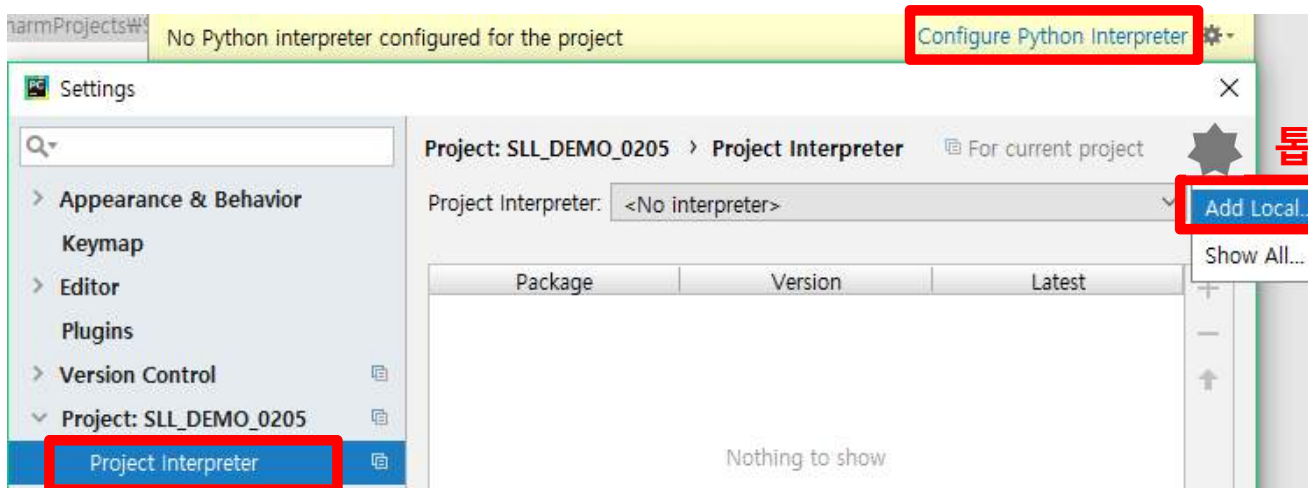 No Python interpreter configured for the project Configure Python Interpreter
Settings
Project: SLL_DEMO_0205 > Project Interpreter For current project
톱
Appearance & Behavior
Project Interpreter: <No interpreter>
Add Local..
Keymap
Show All...
Editor
Package Version Latest
Plugins
Version Control
Project: SLL_DEMO_0205
Project Interpreter
Nothing to show